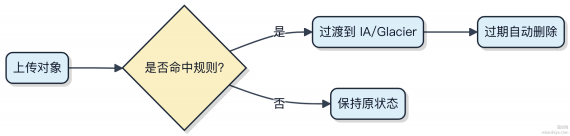 上传对象
是否命中规则?
是
过渡到 IA/Glacier
过期自动删除
否
保持原状态